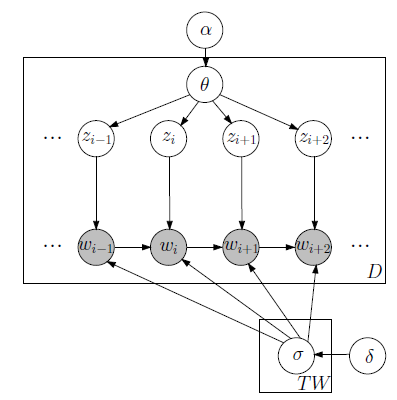 α
θ
... z_{i-1} z_i z_{i+1} z_{i+2} ...
... w_{i-1} w_i w_{i+1} w_{i+2} ...
D
σ δ
TW